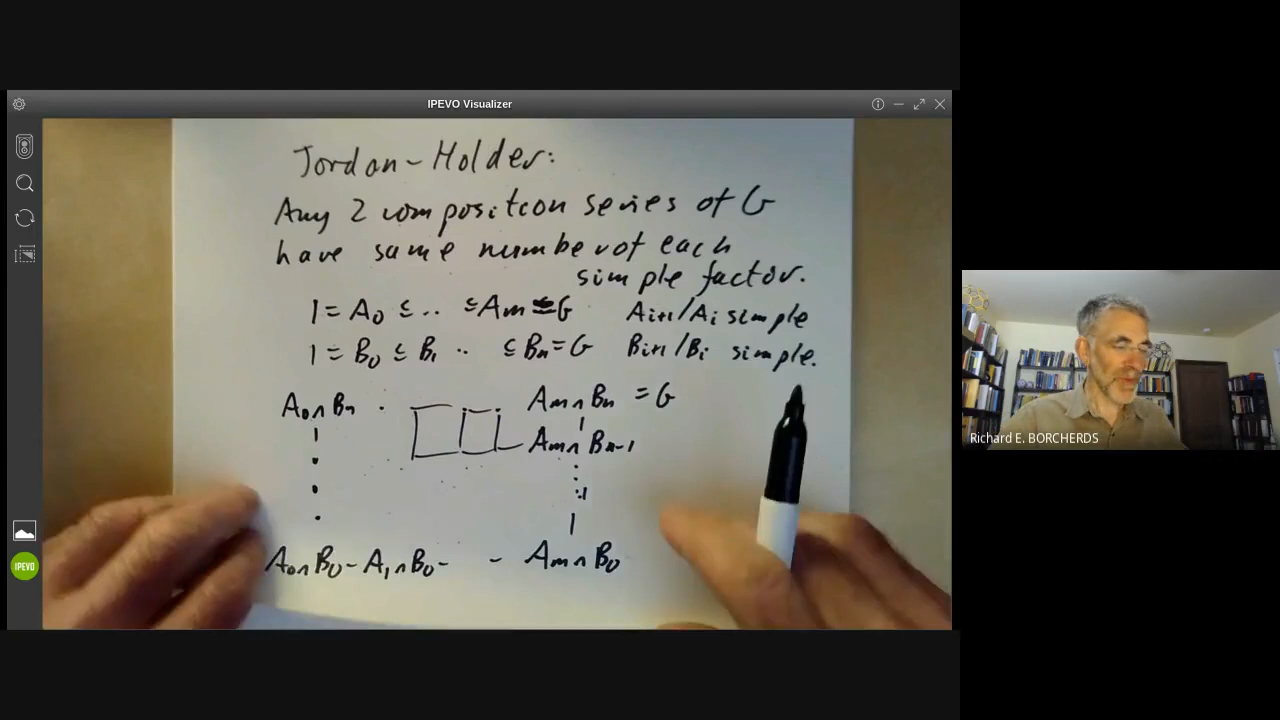 IPEVO Visualizer
Jordan-Holder:
Any 2 composition series of G
have same number of each
simple factor.
1 = A₀ ≤ .. ≤ Am = G Ai+1/Ai simple
1 = B₀ ≤ B₁ .. ≤ Bn = G Bi+1/Bi simple.
A₀∩Bn . Am∩Bn = G
Am∩Bn-1
A₀∩B₀ - A₁∩B₀ - - Am∩B₀
Richard E. BORCHERDS
IPEVO